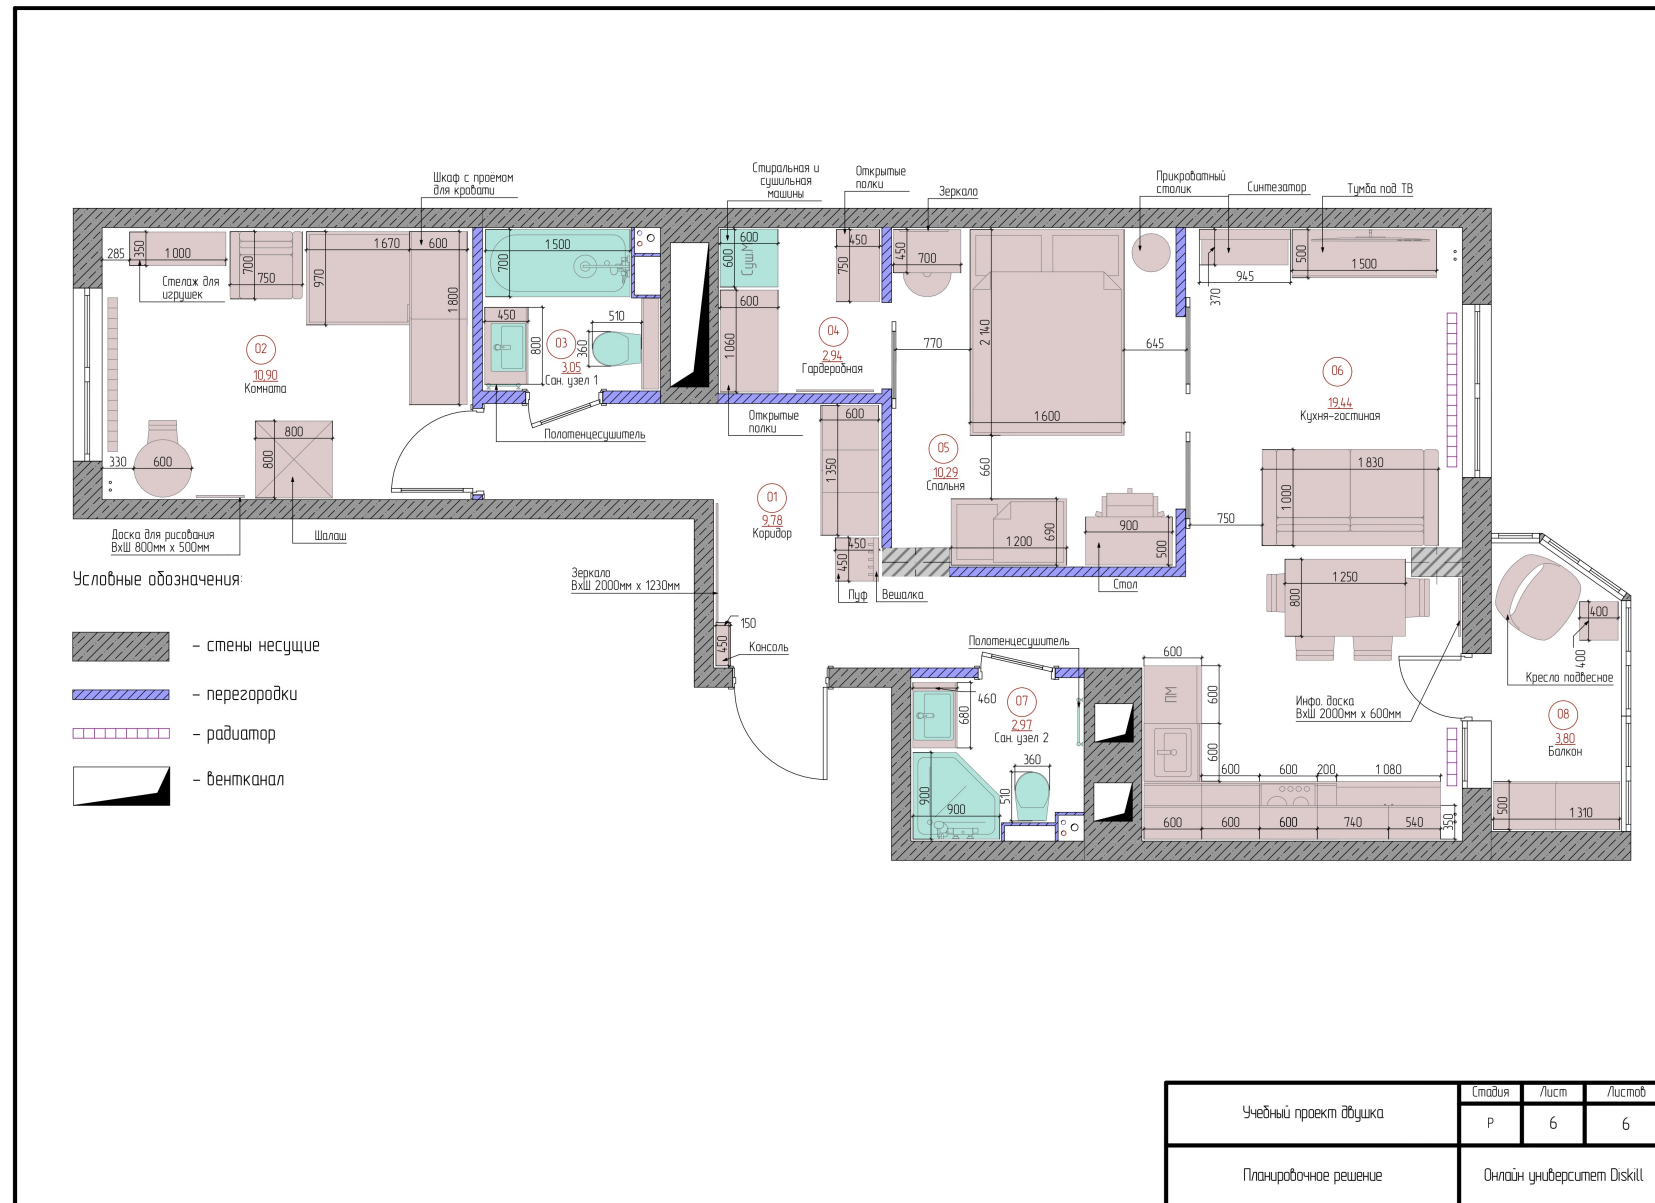 Шкаф с проёмом
для кровати
Стиральная и
сушильная
машины
Открытые
полки
Зеркало
Прикроватный
столик
Синтезатор
Тумба под ТВ
285
350
1 000
700
750
1 670
600
970
1 800
Стелаж для
игрушек
1 500
700
450
510
800
360
600
600
Суш.М
600
1 060
450
750
450
700
2 140
945
370
500
1 500
02
10,90
Комната
03
3,05
Сан. узел 1
04
2,94
Гардеробная
770
645
06
19,44
Кухня-гостиная
1 600
Открытые
полки
Полотенцесушитель
600
1 350
800
800
330
600
05
10,29
Спальня
660
1 830
1 000
750
01
9,78
Коридор
690
1 200
900
500
Доска для рисования
ВхШ 800мм х 500мм
Шалаш
450
450
Пуф
Вешалка
Стол
Зеркало
ВхШ 2000мм х 1230мм
150
450
Консоль
1 250
800
400
400
Кресло подвесное
Условные обозначения:
- стены несущие
- перегородки
- радиатор
- вентканал
Полотенцесушитель
460
680
07
2,97
Сан. узел 2
360
510
900
900
600
ПМ
600
600
600
600
200
1 080
600
600
600
740
540
350
Инфо. доска
ВхШ 2000мм х 600мм
08
3,80
Балкон
500
1 310
Учебный проект двушка
Стадия
Лист
Листов
Р
6
6
Планировочное решение
Онлайн университет Diskill